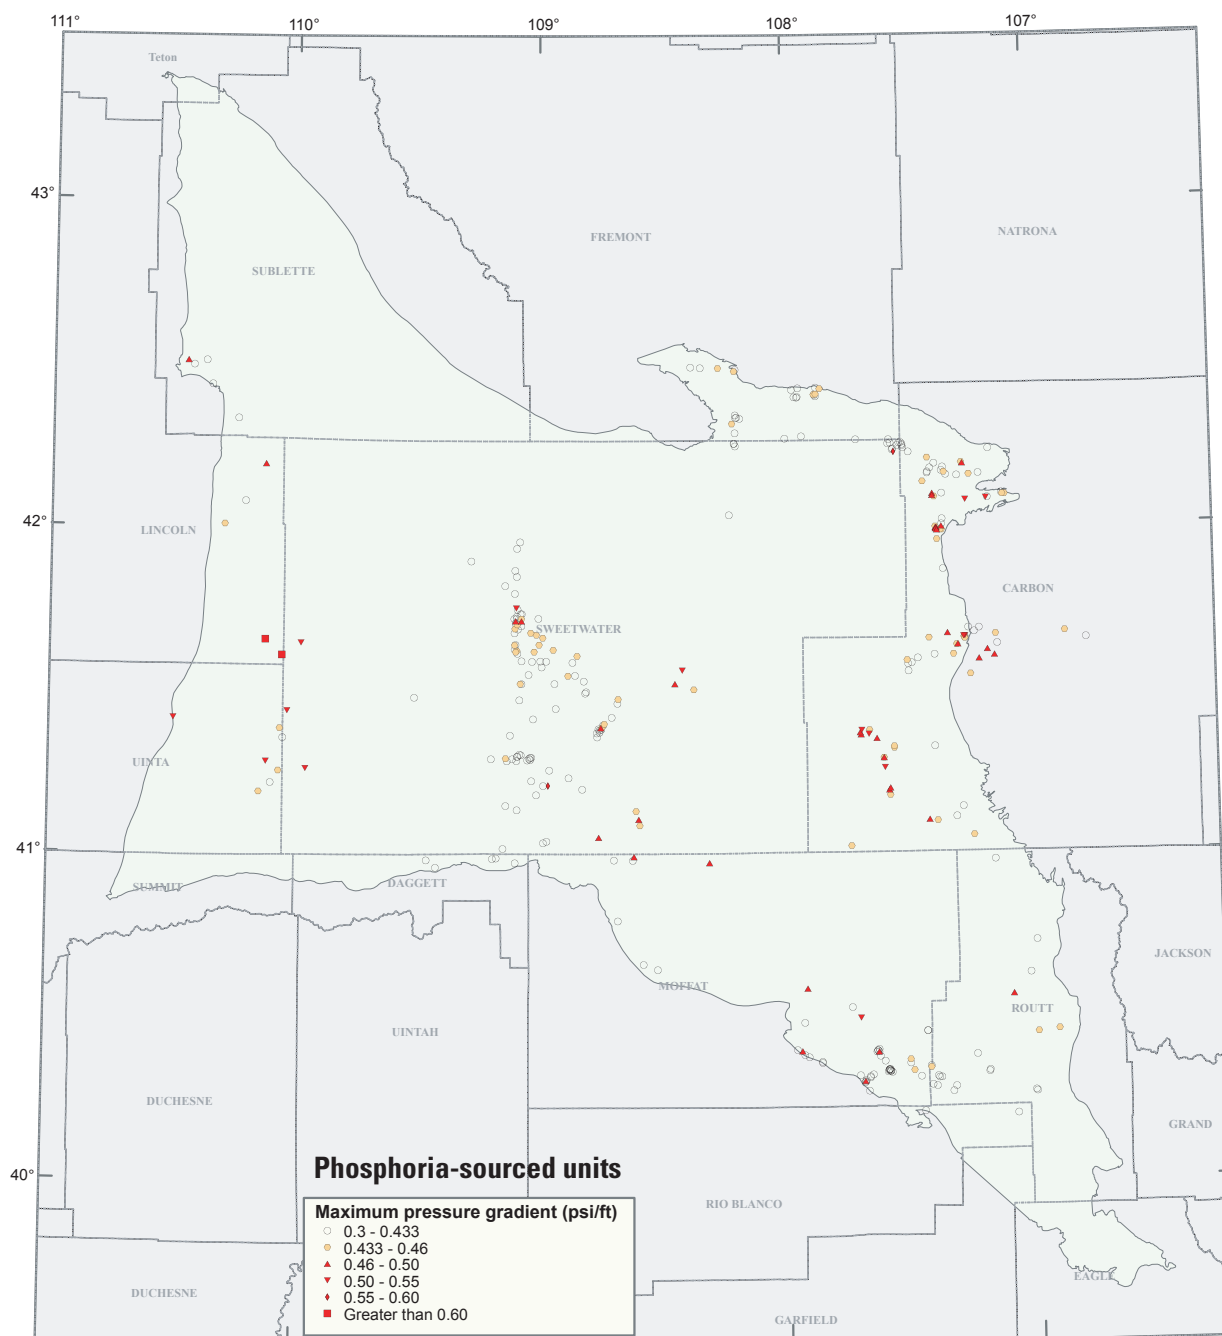 111°
110°
109°
108°
107°
Teton
43°
FREMONT
NATRONA
SUBLETTE
42°
LINCOLN
CARBON
SWEETWATER
UINTA
41°
SUMMIT
DAGGETT
JACKSON
MOFFAT
ROUTT
UINTAH
DUCHESNE
GRAND
40°
Phosphoria-sourced units
RIO BLANCO
Maximum pressure gradient (psi/ft)
0.3 - 0.433
0.433 - 0.46
0.46 - 0.50
0.50 - 0.55
0.55 - 0.60
Greater than 0.60
EAGLE
DUCHESNE
GARFIELD